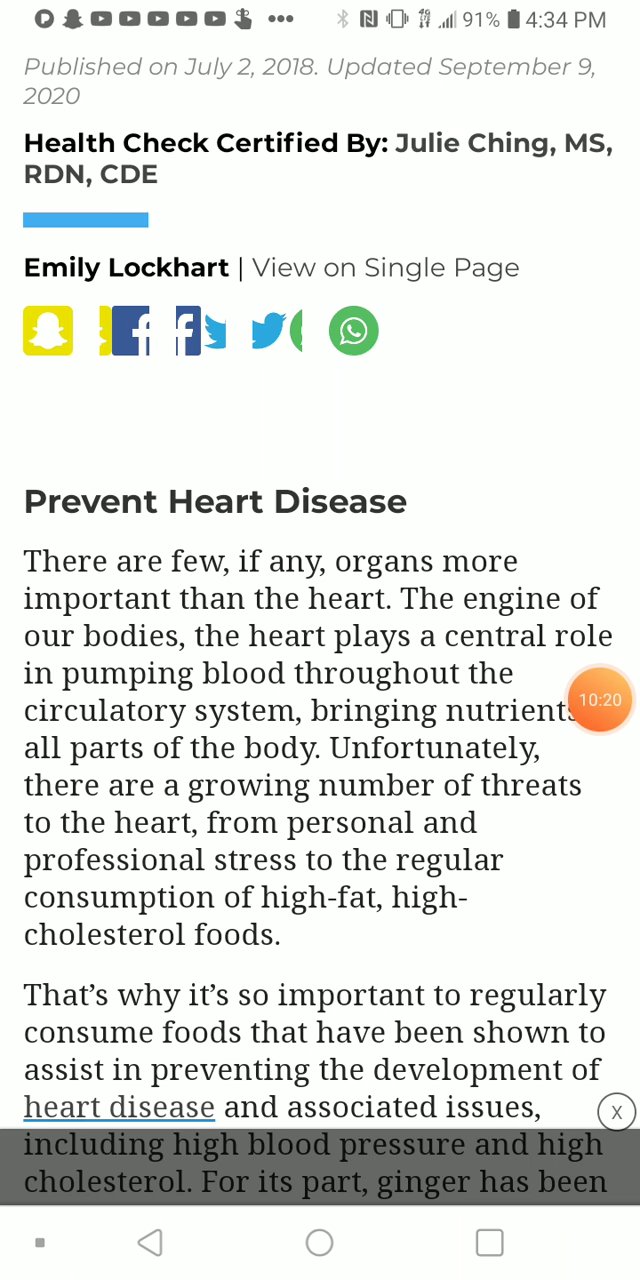 91% 4:34 PM
Published on July 2, 2018. Updated September 9,
2020
Health Check Certified By: Julie Ching, MS,
RDN, CDE
Emily Lockhart | View on Single Page
Prevent Heart Disease
There are few, if any, organs more
important than the heart. The engine of
our bodies, the heart plays a central role
in pumping blood throughout the
10:20
circulatory system, bringing nutrients
all parts of the body. Unfortunately,
there are a growing number of threats
to the heart, from personal and
professional stress to the regular
consumption of high-fat, high-
cholesterol foods.
That's why it's so important to regularly
consume foods that have been shown to
assist in preventing the development of
heart disease and associated issues,
X
including high blood pressure and high
cholesterol. For its part, ginger has been